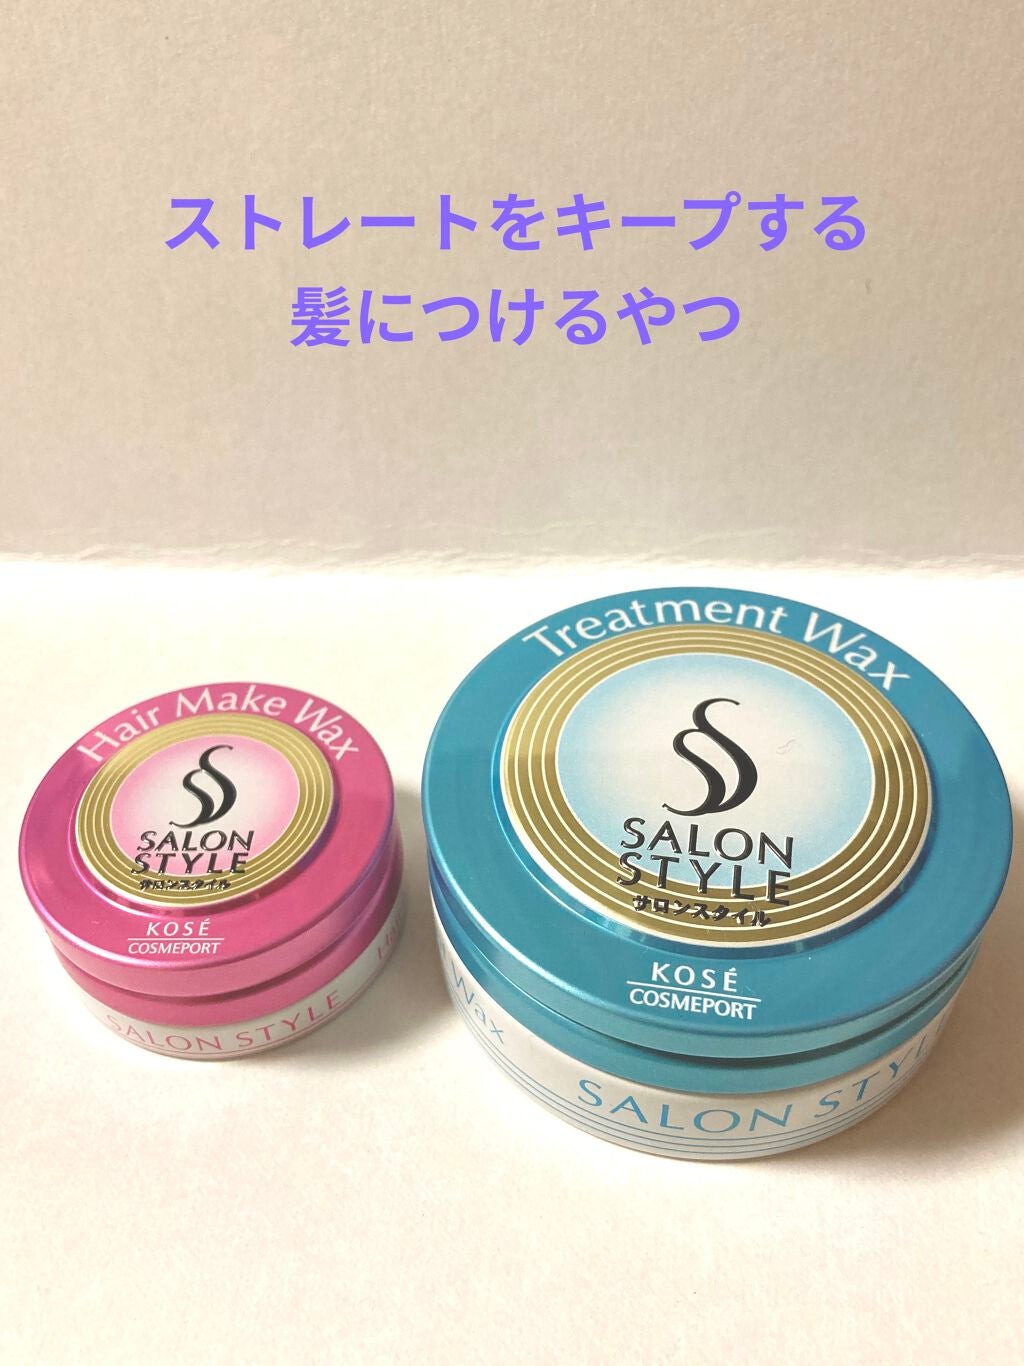 ストレートをキープする
髪につけるやつ
Hair Make Wax
SALON
STYLE
サロンスタイル
KOSÉ
COSMEPORT
SALON STYLE
Treatment Wax
SALON
STYLE
サロンスタイル
KOSÉ
COSMEPORT
Wax
SALON STY